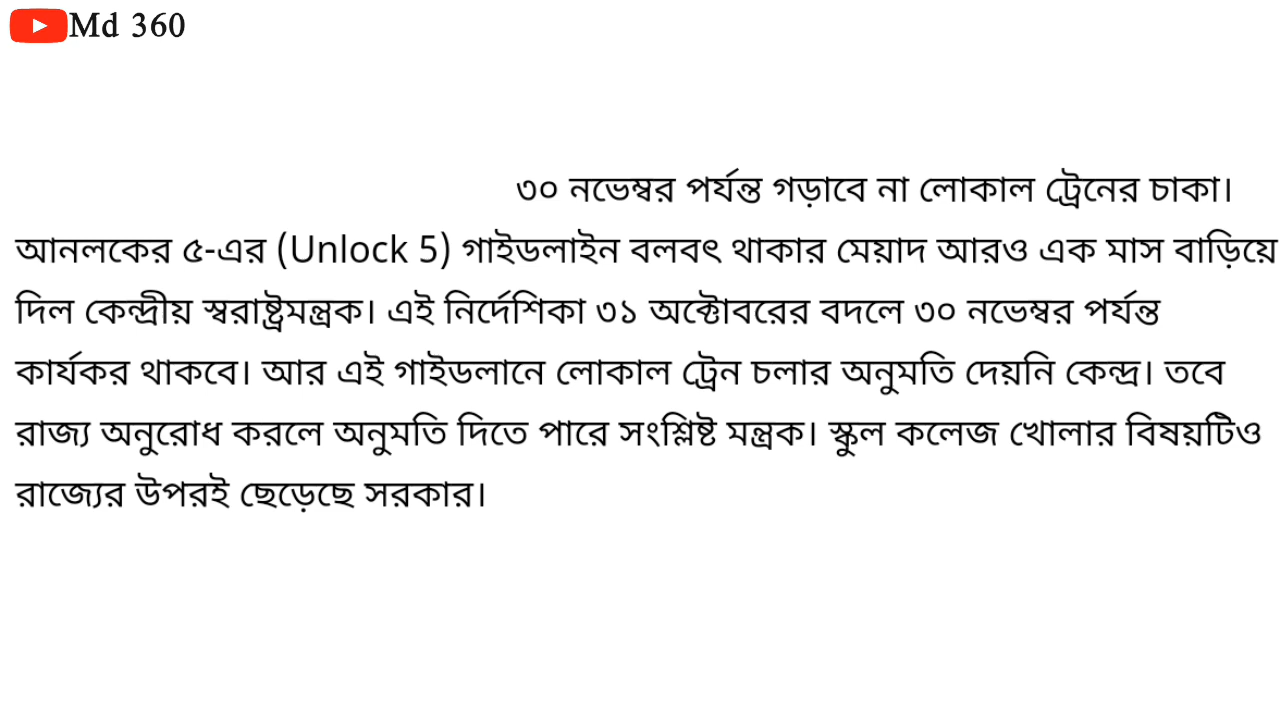 Md 360
৩০ নভেম্বর পর্যন্ত গড়াবে না লোকাল ট্রেনের চাকা।
আনলকের ৫-এর (Unlock 5) গাইডলাইন বলবৎ থাকার মেয়াদ আরও এক মাস বাড়িয়ে
দিল কেন্দ্রীয় স্বরাষ্ট্রমন্ত্রক। এই নির্দেশিকা ৩১ অক্টোবরের বদলে ৩০ নভেম্বর পর্যন্ত
কার্যকর থাকবে। আর এই গাইডলানে লোকাল ট্রেন চলার অনুমতি দেয়নি কেন্দ্র। তবে
রাজ্য অনুরোধ করলে অনুমতি দিতে পারে সংশ্লিষ্ট মন্ত্রক। স্কুল কলেজ খোলার বিষয়টিও
রাজ্যের উপরই ছেড়েছে সরকার।